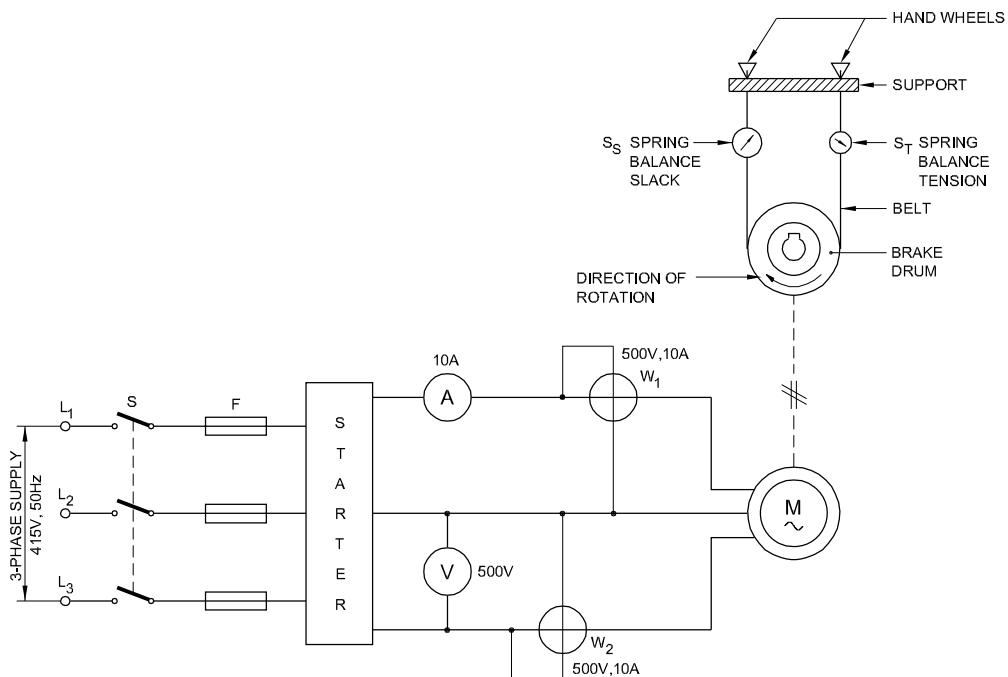 HAND WHEELS
SUPPORT
SS SPRING
BALANCE
SLACK
ST SPRING
BALANCE
TENSION
BELT
BRAKE
DRUM
DIRECTION OF
ROTATION
10A
500V,10A
W1
A
L1
S
F
3-PHASE SUPPLY
415V, 50Hz
STARTER
L2
M
V
500V
L3
W2
500V,10A